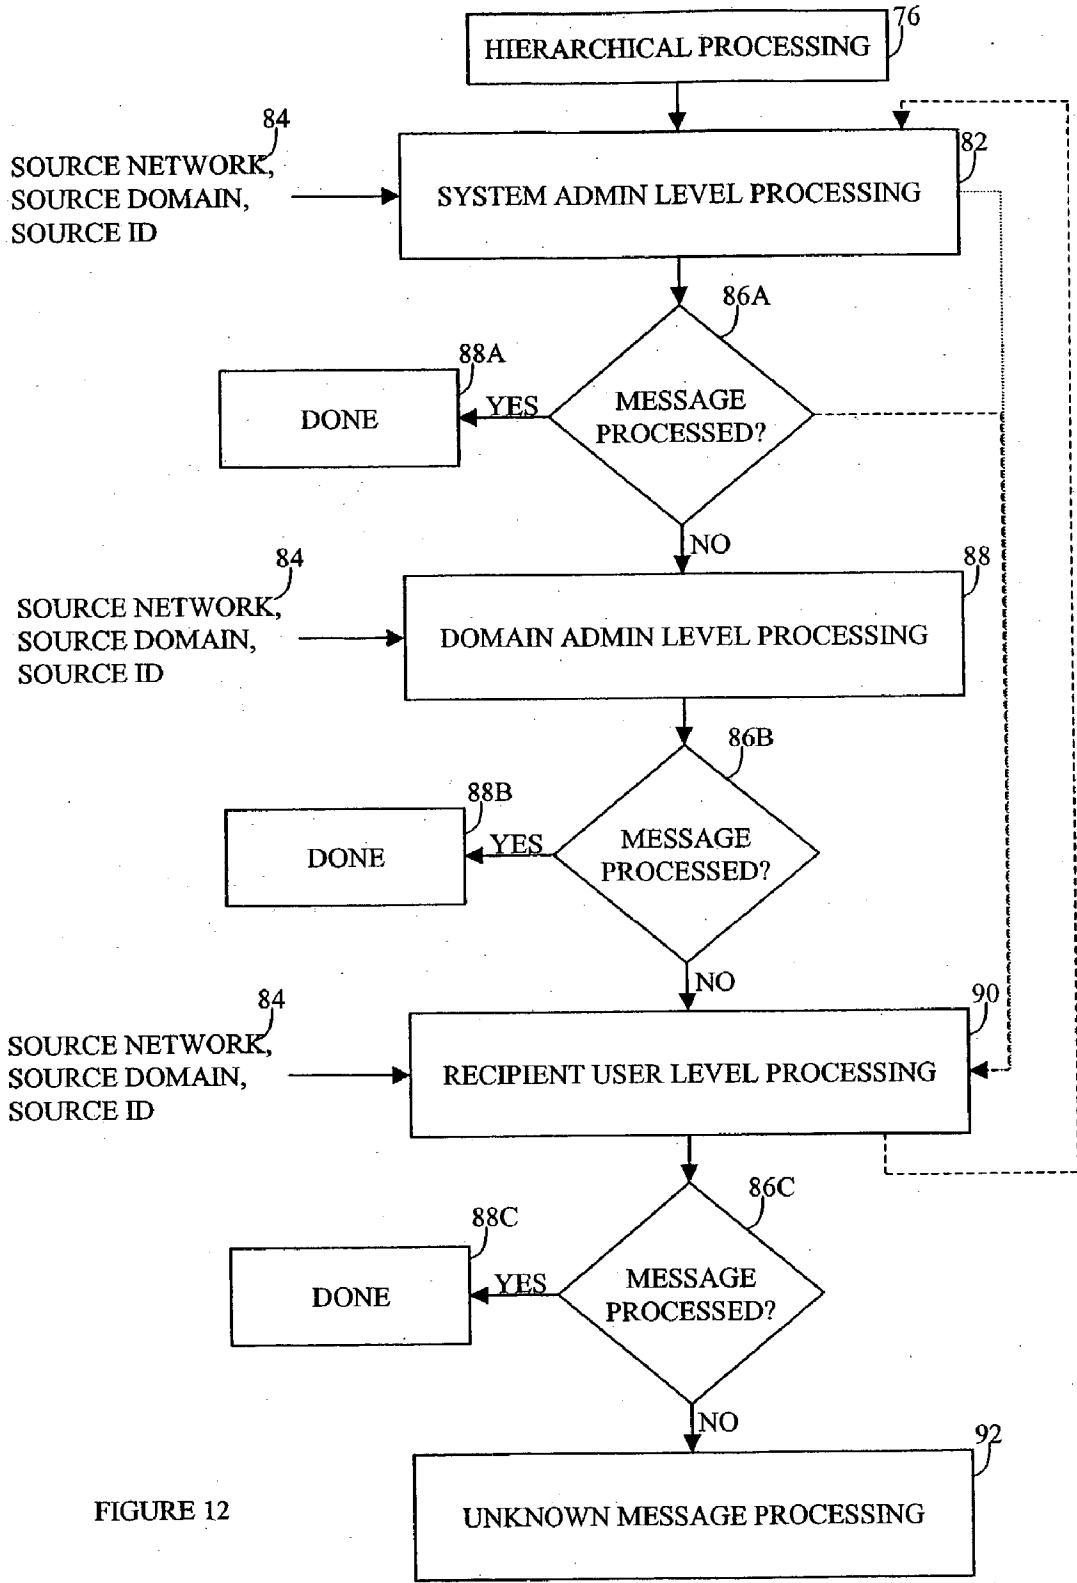 76
HIERARCHICAL PROCESSING
84
SOURCE NETWORK,
SOURCE DOMAIN,
SOURCE ID
82
SYSTEM ADMIN LEVEL PROCESSING
86A
88A
DONE
YES
MESSAGE
PROCESSED?
NO
84
SOURCE NETWORK,
SOURCE DOMAIN,
SOURCE ID
88
DOMAIN ADMIN LEVEL PROCESSING
86B
88B
DONE
YES
MESSAGE
PROCESSED?
NO
84
SOURCE NETWORK,
SOURCE DOMAIN,
SOURCE ID
90
RECIPIENT USER LEVEL PROCESSING
86C
88C
DONE
YES
MESSAGE
PROCESSED?
NO
92
UNKNOWN MESSAGE PROCESSING
FIGURE 12